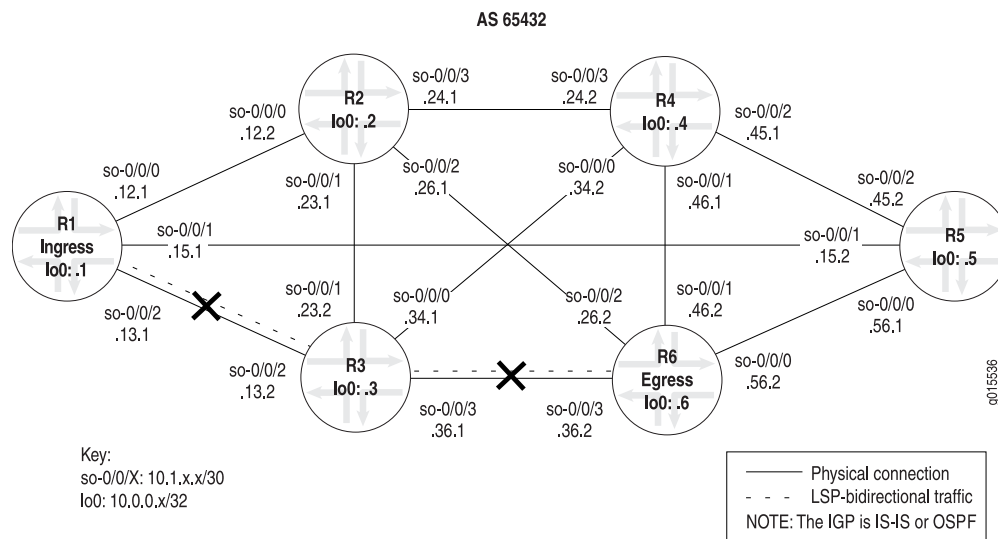 AS 65432
so-0/0/3
.24.1
so-0/0/3
.24.2
R2
lo0: .2
R4
lo0: .4
so-0/0/0
.12.2
so-0/0/2
.45.1
so-0/0/0
.12.1
so-0/0/1
.23.1
so-0/0/2
.26.1
so-0/0/0
.34.2
so-0/0/1
.46.1
so-0/0/2
.45.2
R1
Ingress
lo0: .1
so-0/0/1
.15.1
so-0/0/1
.15.2
R5
lo0: .5
so-0/0/2
.13.1
so-0/0/1
.23.2
so-0/0/0
.34.1
so-0/0/2
.26.2
so-0/0/1
.46.2
so-0/0/0
.56.1
so-0/0/2
.13.2
R3
lo0: .3
R6
Egress
lo0: .6
so-0/0/0
.56.2
so-0/0/3
.36.1
so-0/0/3
.36.2
g015536
Key:
so-0/0/X: 10.1.x.x/30
lo0: 10.0.0.x/32
Physical connection
LSP-bidirectional traffic
NOTE: The IGP is IS-IS or OSPF